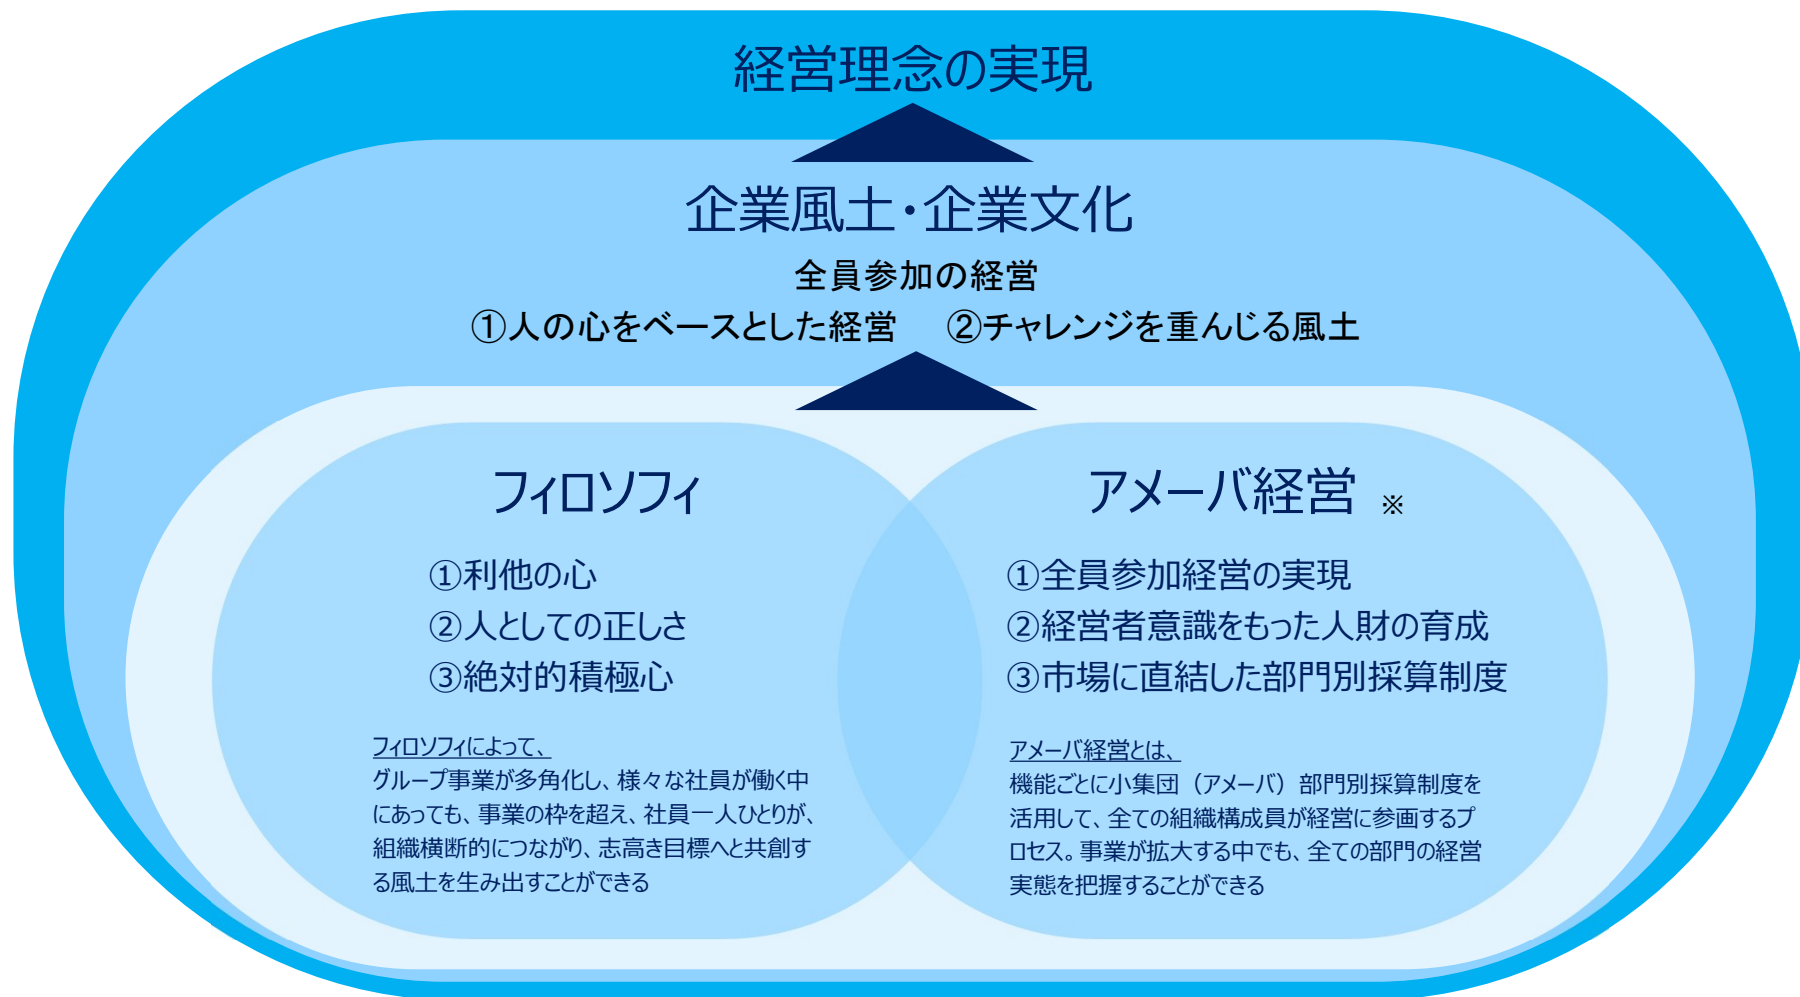 経営理念の実現
企業風土・企業文化
全員参加の経営
①人の心をベースとした経営　②チャレンジを重んじる風土
フィロソフィ
①利他の心
②人としての正しさ
③絶対的積極心
フィロソフィによって、
グループ事業が多角化し、様々な社員が働く中
にあっても、事業の枠を超え、社員一人ひとりが、
組織横断的につながり、志高き目標へと共創す
る風土を生み出すことができる
アメーバ経営 ※
①全員参加経営の実現
②経営者意識をもった人財の育成
③市場に直結した部門別採算制度
アメーバ経営とは、
機能ごとに小集団（アメーバ）部門別採算制度を
活用して、全ての組織構成員が経営に参画するプ
ロセス。事業が拡大する中でも、全ての部門の経営
実態を把握することができる